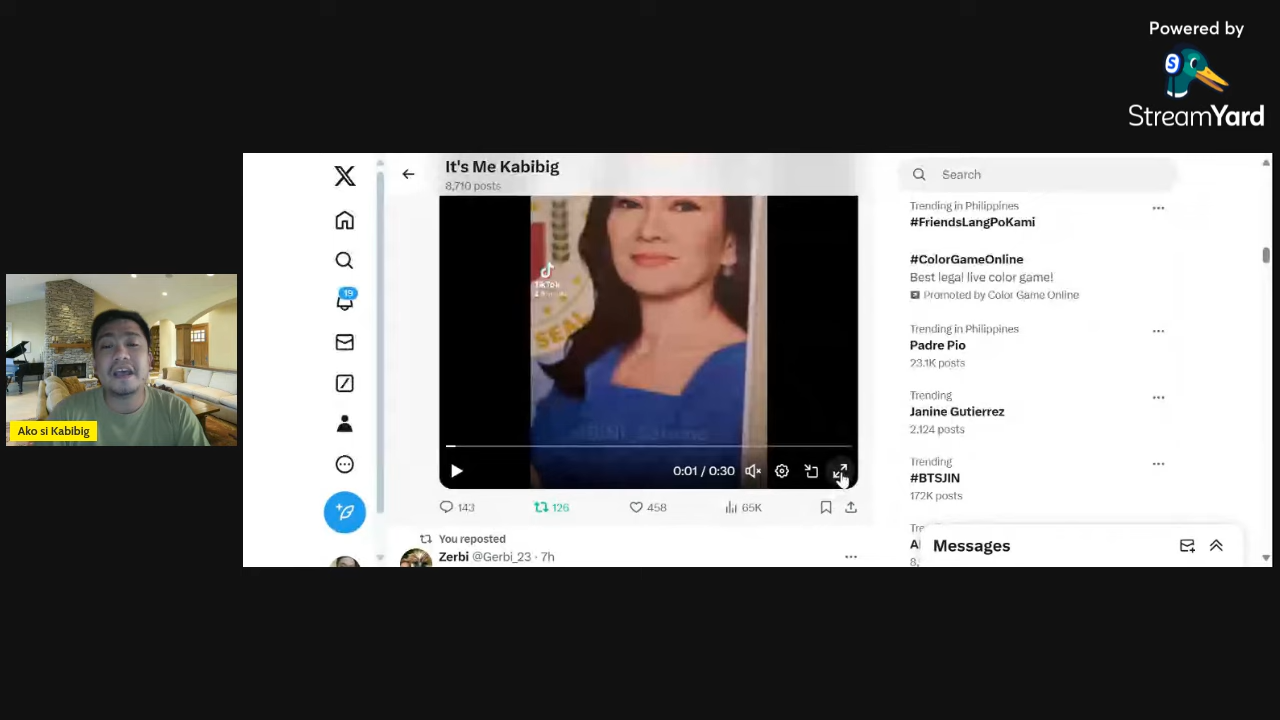 Powered by
StreamYard
Ako si Kabibig
It's Me Kabibig
8,710 posts
TikTok
SEAL
0:01 / 0:30
143
126
458
65K
You reposted
Zerbi @Gerbi_23 · 7h
19
Search
Trending in Philippines
#FriendsLangPoKami
#ColorGameOnline
Best legal live color game!
Promoted by Color Game Online
Trending in Philippines
Padre Pio
23.1K posts
Trending
Janine Gutierrez
2,124 posts
Trending
#BTSJIN
172K posts
Messages